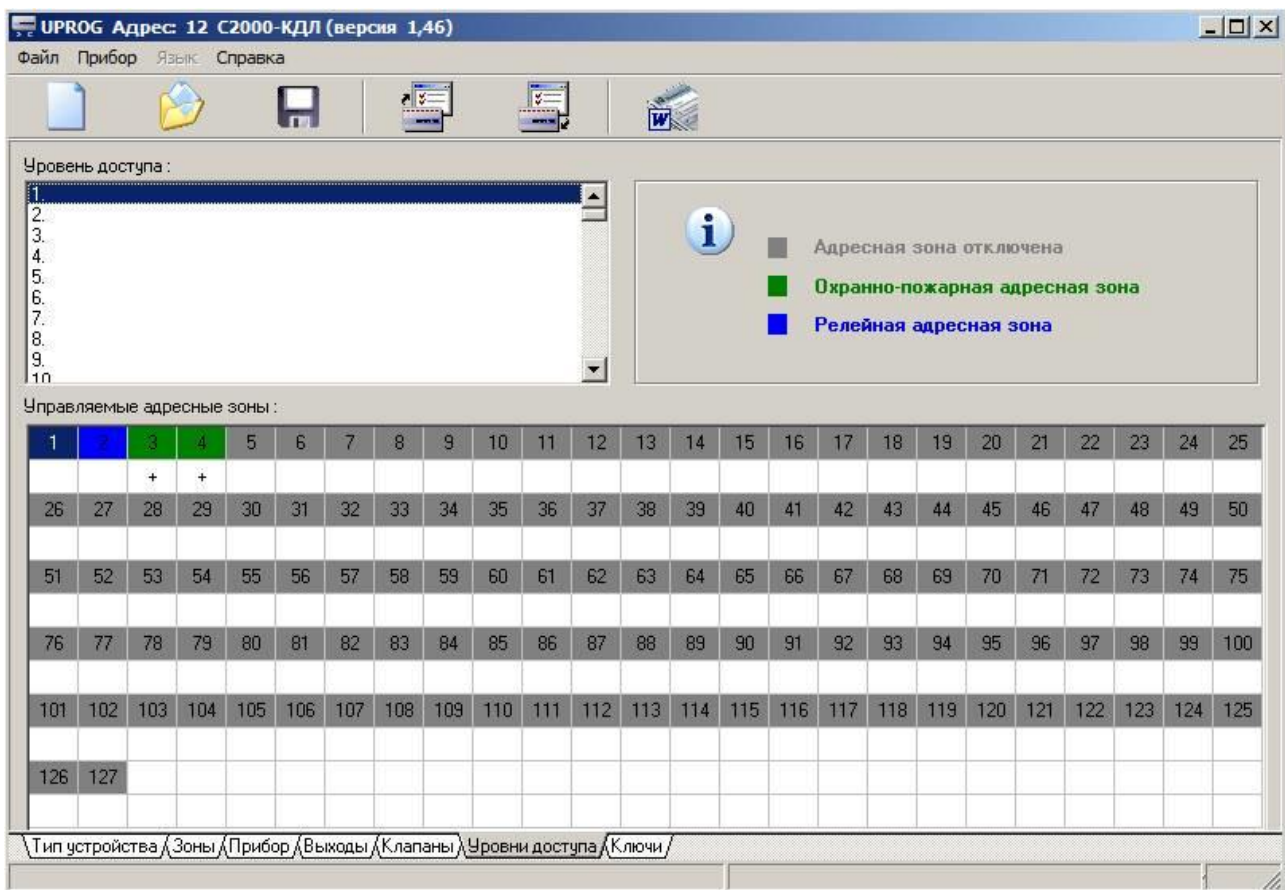 UPROG Адрес: 12 С2000-КДЛ (версия 1,46)
Файл Прибор Язык Справка
W
Уровень доступа :
1.
2.
3.
4.
5.
6.
7.
8.
9.
10
i
Адресная зона отключена
Охранно-пожарная адресная зона
Релейная адресная зона
Управляемые адресные зоны :
1 2 3 4 5 6 7 8 9 10 11 12 13 14 15 16 17 18 19 20 21 22 23 24 25
+ +
26 27 28 29 30 31 32 33 34 35 36 37 38 39 40 41 42 43 44 45 46 47 48 49 50
51 52 53 54 55 56 57 58 59 60 61 62 63 64 65 66 67 68 69 70 71 72 73 74 75
76 77 78 79 80 81 82 83 84 85 86 87 88 89 90 91 92 93 94 95 96 97 98 99 100
101 102 103 104 105 106 107 108 109 110 111 112 113 114 115 116 117 118 119 120 121 122 123 124 125
126 127
Тип устройства Зоны Прибор Выходы Клапаны Уровни доступа Ключи